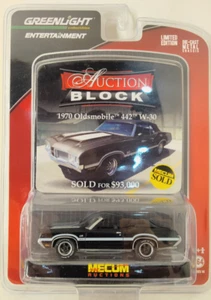 GREENLIGHT
ENTERTAINMENT
LIMITED
EDITION
DIE-CAST
METAL
AUCTION
BLOCK
1970 Oldsmobile 442 W-30
SOLD FOR $93,000
SOLD
MECUM
AUCTIONS